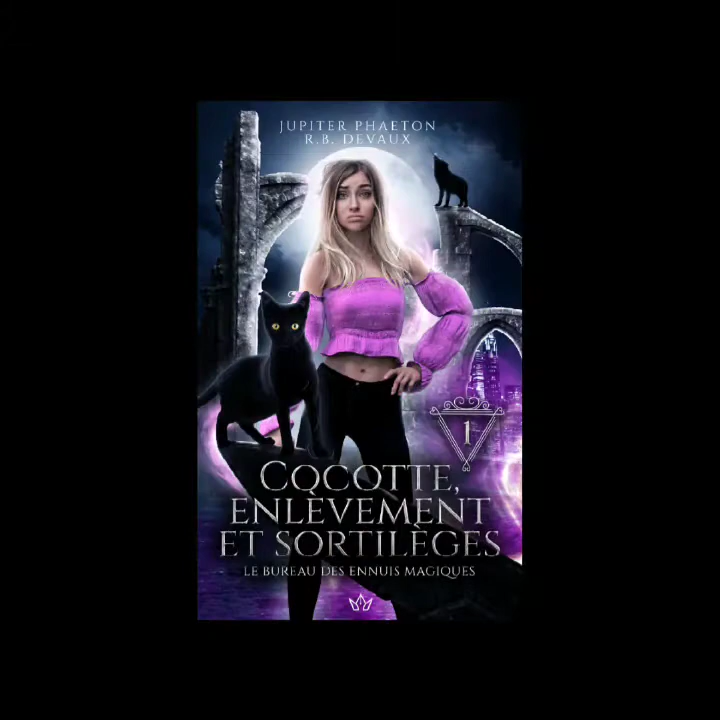 JUPITER PHAETON
R.B. DEVAUX
1
COCOTTE,
ENLÈVEMENT
ET SORTILÈGES
LE BUREAU DES ENNUIS MAGIQUES